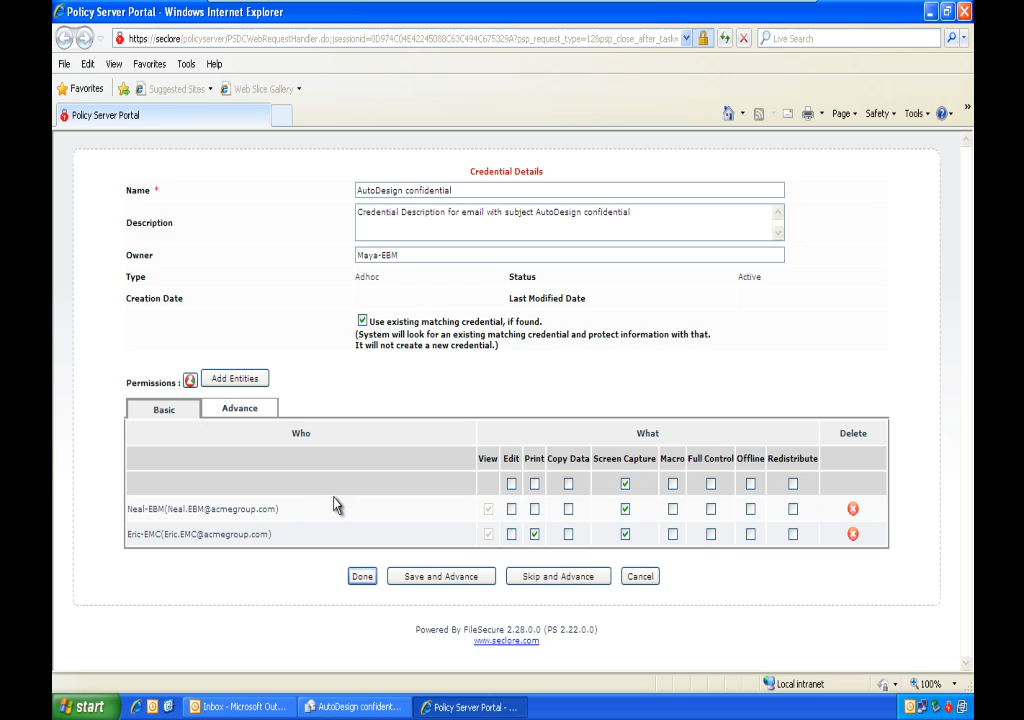 Policy Server Portal - Windows Internet Explorer
https://seclore/policyserver/PSDCWebRequestHandler.do;jsessionid=0D974C04E42245088C63C494C675329A?psp_request_type=128psp_close_after_task=
Live Search
File Edit View Favorites Tools Help
Favorites Suggested Sites Web Slice Gallery
Policy Server Portal
Page Safety Tools
Credential Details
Name * AutoDesign confidential
Description Credential Description for email with subject AutoDesign confidential
Owner Maya-EBM
Type Adhoc Status Active
Creation Date Last Modified Date
Use existing matching credential, if found.
(System will look for an existing matching credential and protect information with that.
It will not create a new credential.)
Permissions : Add Entities
Basic Advance
Who What Delete
View Edit Print Copy Data Screen Capture Macro Full Control Offline Redistribute
Neal-EBM(Neal.EBM@acmegroup.com)
Eric-EMC(Eric.EMC@acmegroup.com)
Done Save and Advance Skip and Advance Cancel
Powered By FileSecure 2.28.0.0 (PS 2.22.0.0)
www.seclore.com
Local intranet 100%
start Inbox - Microsoft Out... AutoDesign confident... Policy Server Portal - ...